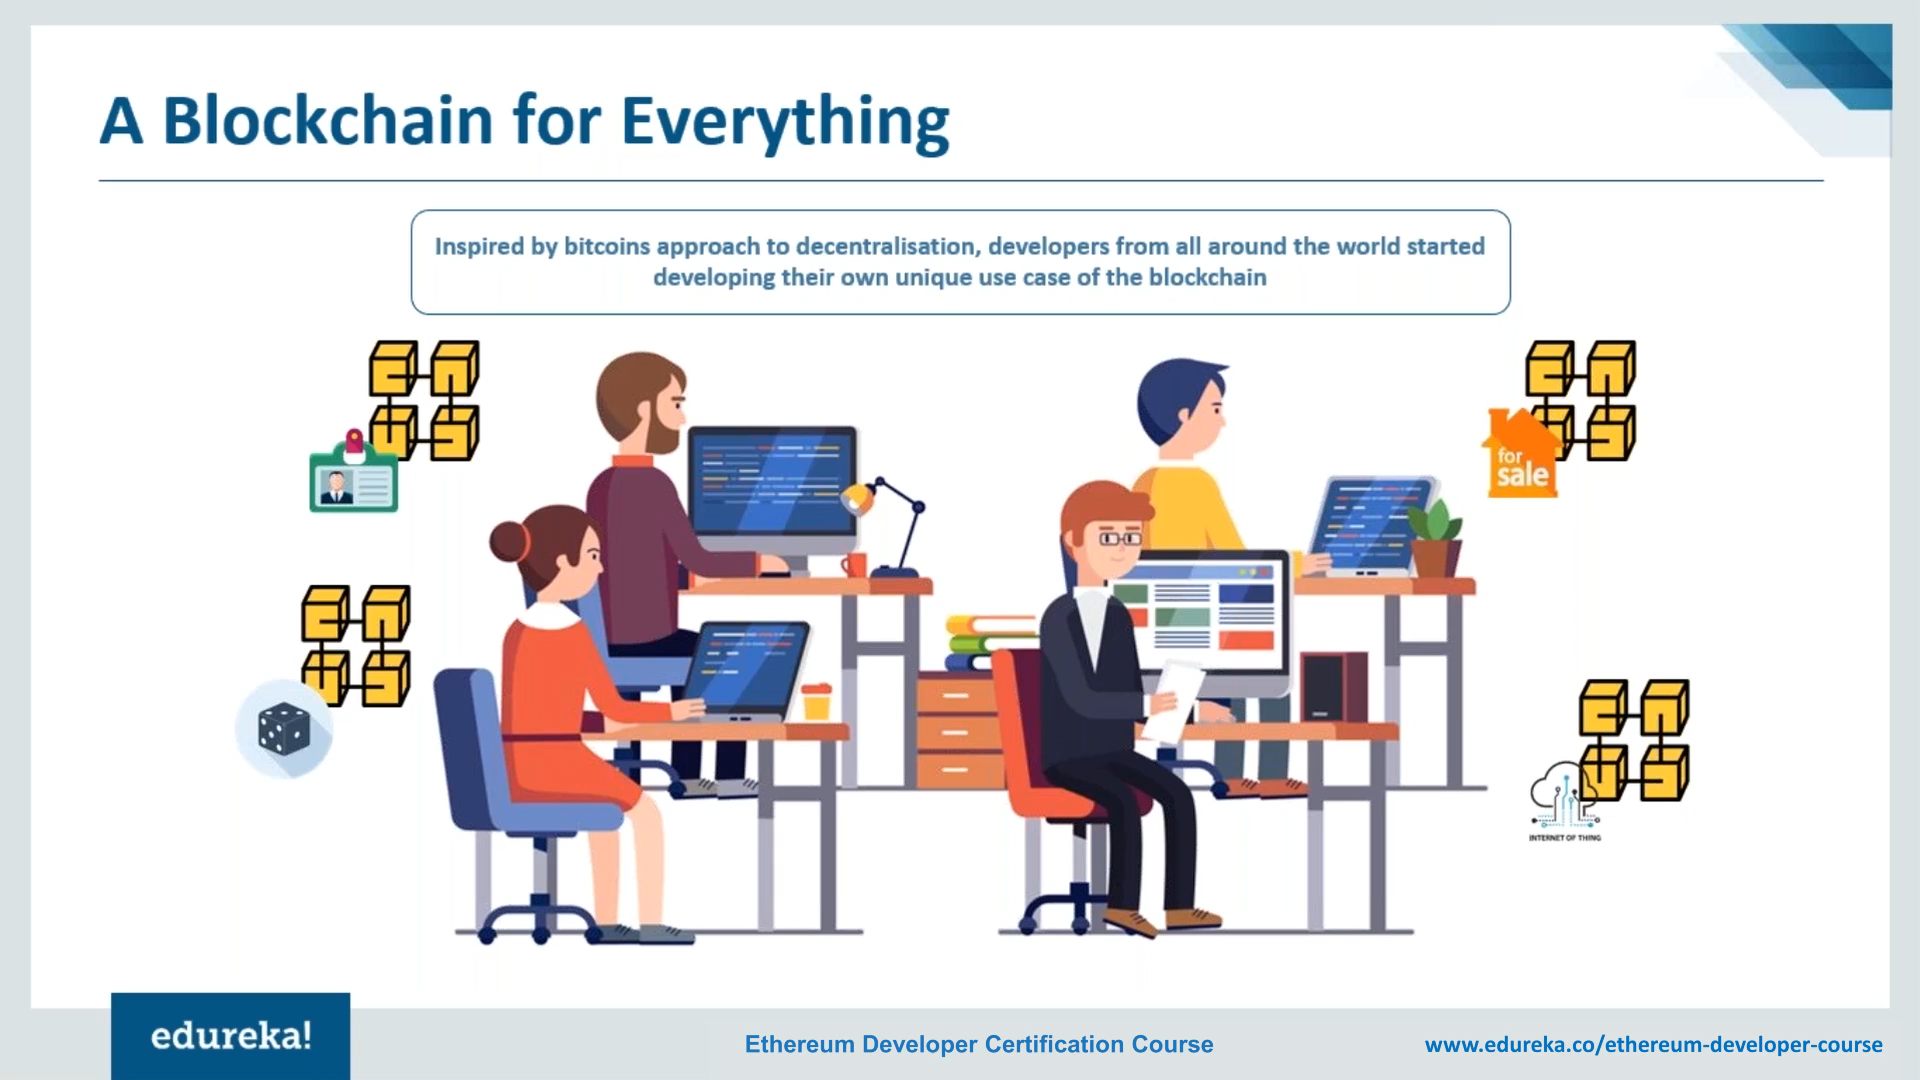 A Blockchain for Everything
Inspired by bitcoins approach to decentralisation, developers from all around the world started
developing their own unique use case of the blockchain
for
sale
INTERNET OF THING
edureka!
Ethereum Developer Certification Course
www.edureka.co/ethereum-developer-course